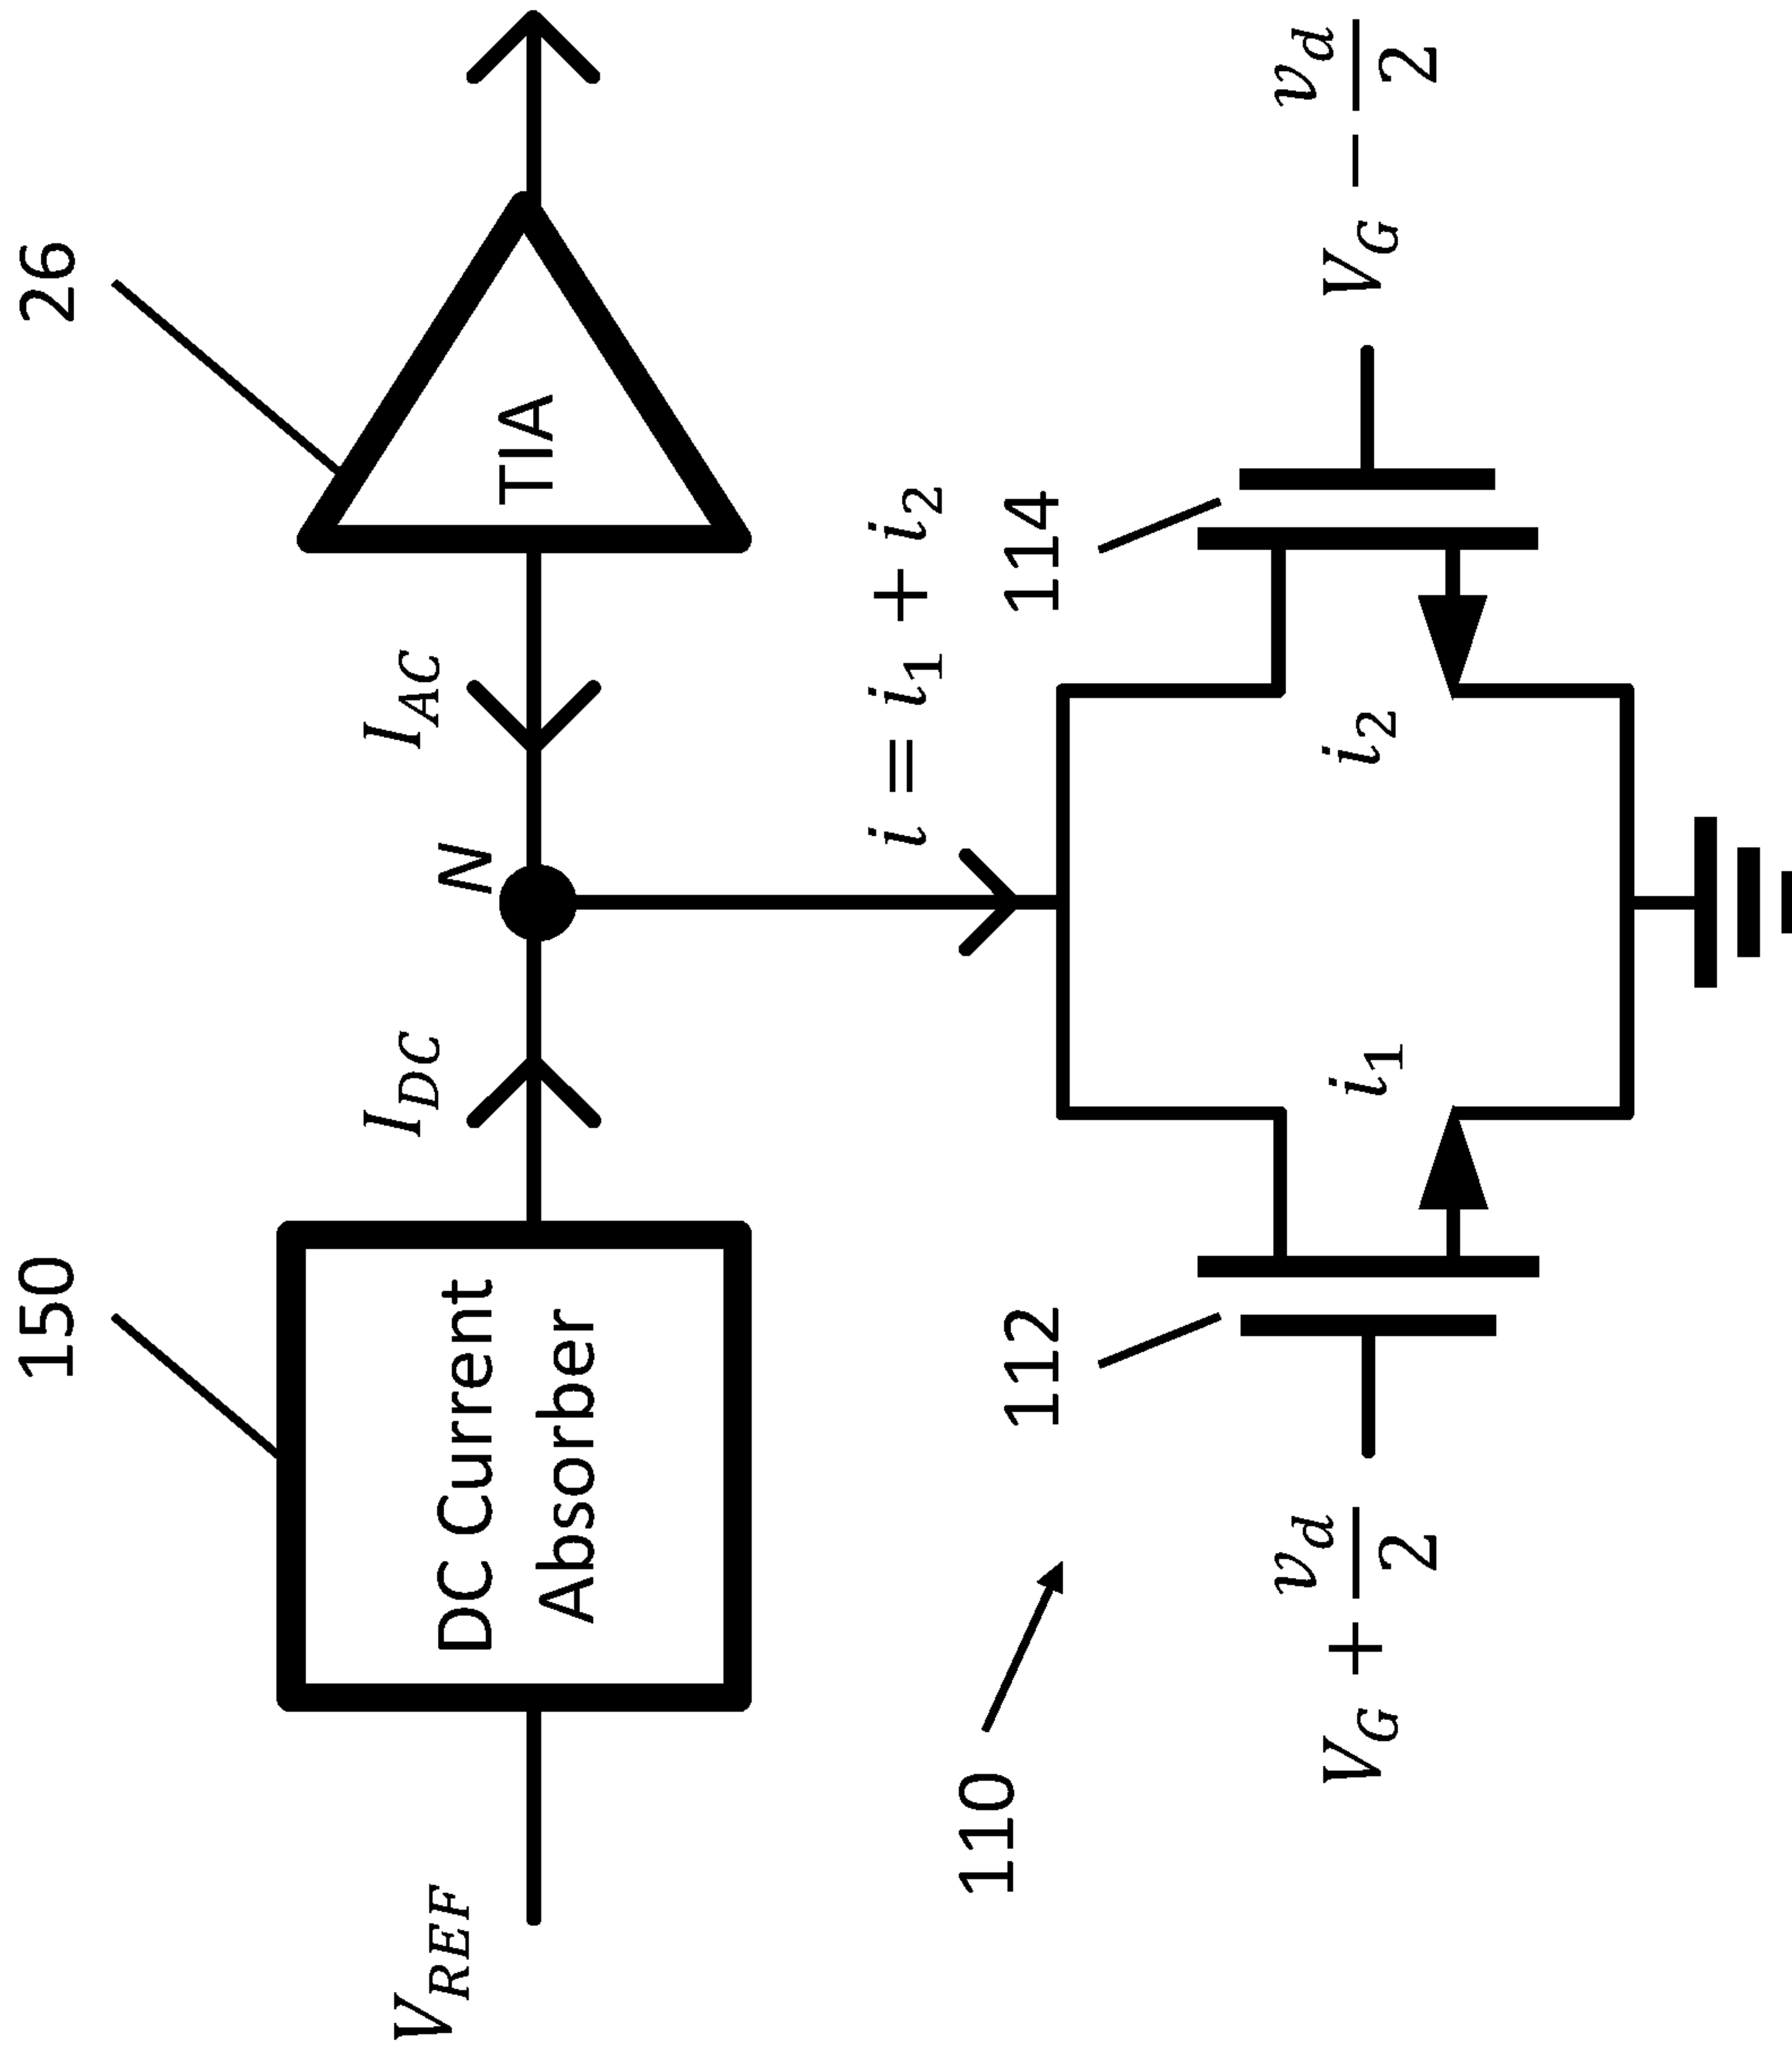 150
26
V_REF
DC Current
Absorber
I_DC
N
I_AC
TIA
i = i_1 + i_2
110
112
114
V_G + v_d/2
i_1
i_2
V_G − v_d/2